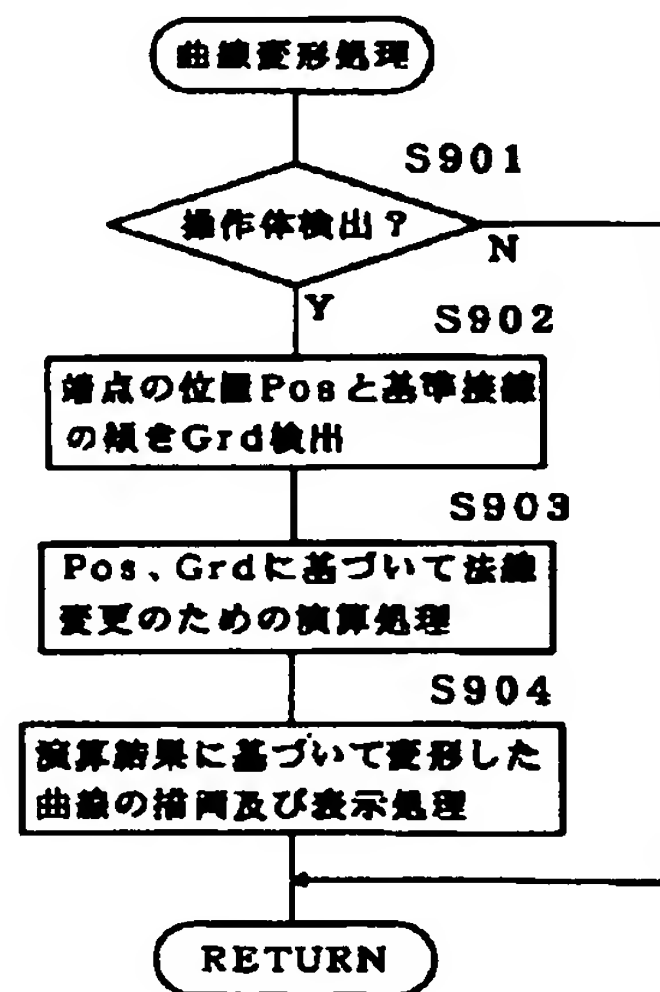 曲線変形処理
S901
操作体検出？
N
Y
S902
端点の位置Posと基準接線
の傾きGrd検出
S903
Pos、Grdに基づいて法線
変更のための演算処理
S904
演算結果に基づいて変形した
曲線の描画及び表示処理
RETURN